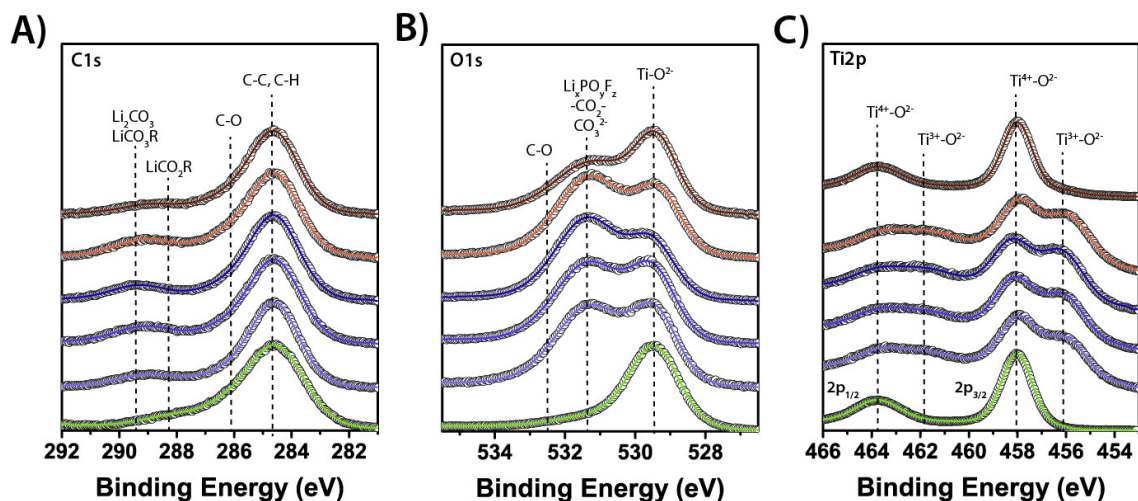 A)
C1s
C-C, C-H
Li₂CO₃
LiCO₃R
C-O
LiCO₂R
292 290 288 286 284 282
Binding Energy (eV)
B)
O1s
Ti-O²⁻
LiₓPOᵧF_z
-CO₂-
CO₃²⁻
C-O
534 532 530 528
Binding Energy (eV)
C)
Ti2p
Ti⁴⁺-O²⁻
Ti⁴⁺-O²⁻
Ti³⁺-O²⁻
Ti³⁺-O²⁻
2p₁/₂
2p₃/₂
466 464 462 460 458 456 454
Binding Energy (eV)